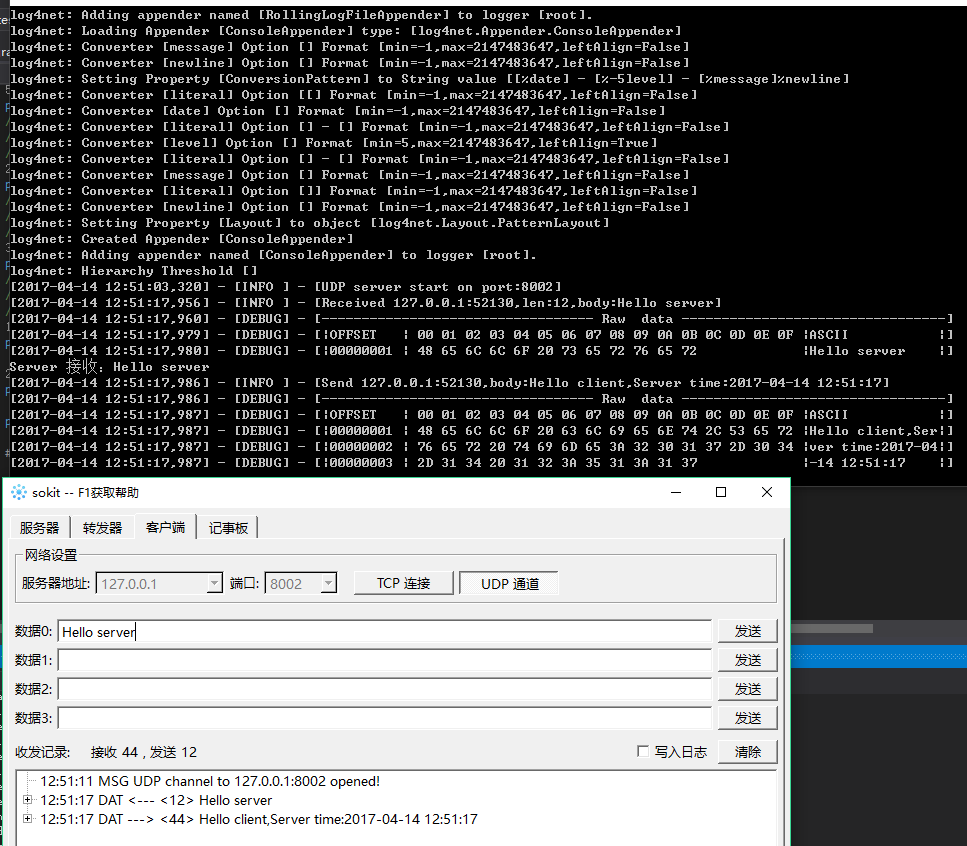 log4net: Adding appender named [RollingLogFileAppender] to logger [root].
log4net: Loading Appender [ConsoleAppender] type: [log4net.Appender.ConsoleAppender]
log4net: Converter [message] Option [] Format [min=-1,max=2147483647,leftAlign=False]
log4net: Converter [newline] Option [] Format [min=-1,max=2147483647,leftAlign=False]
log4net: Setting Property [ConversionPattern] to String value [[%date] - [%-5level] - [%message]%newline]
log4net: Converter [literal] Option [[] Format [min=-1,max=2147483647,leftAlign=False]
log4net: Converter [date] Option [] Format [min=-1,max=2147483647,leftAlign=False]
log4net: Converter [literal] Option [] - [] Format [min=-1,max=2147483647,leftAlign=False]
log4net: Converter [level] Option [] Format [min=5,max=2147483647,leftAlign=True]
log4net: Converter [literal] Option [] - [] Format [min=-1,max=2147483647,leftAlign=False]
log4net: Converter [message] Option [] Format [min=-1,max=2147483647,leftAlign=False]
log4net: Converter [literal] Option []] Format [min=-1,max=2147483647,leftAlign=False]
log4net: Converter [newline] Option [] Format [min=-1,max=2147483647,leftAlign=False]
log4net: Setting Property [Layout] to object [log4net.Layout.PatternLayout]
log4net: Created Appender [ConsoleAppender]
log4net: Adding appender named [ConsoleAppender] to logger [root].
log4net: Hierarchy Threshold []
[2017-04-14 12:51:03,320] - [INFO ] - [UDP server start on port:8002]
[2017-04-14 12:51:17,956] - [INFO ] - [Received 127.0.0.1:52130,len:12,body:Hello server]
[2017-04-14 12:51:17,960] - [DEBUG] - [-------------------------------- Raw  data --------------------------------]
[2017-04-14 12:51:17,979] - [DEBUG] - [|OFFSET   | 00 01 02 03 04 05 06 07 08 09 0A 0B 0C 0D 0E 0F |ASCII           |]
[2017-04-14 12:51:17,980] - [DEBUG] - [|00000001 | 48 65 6C 6C 6F 20 73 65 72 76 65 72             |Hello server    |]
Server 接收：Hello server
[2017-04-14 12:51:17,986] - [INFO ] - [Send 127.0.0.1:52130,body:Hello client,Server time:2017-04-14 12:51:17]
[2017-04-14 12:51:17,986] - [DEBUG] - [-------------------------------- Raw  data --------------------------------]
[2017-04-14 12:51:17,987] - [DEBUG] - [|OFFSET   | 00 01 02 03 04 05 06 07 08 09 0A 0B 0C 0D 0E 0F |ASCII           |]
[2017-04-14 12:51:17,987] - [DEBUG] - [|00000001 | 48 65 6C 6C 6F 20 63 6C 69 65 6E 74 2C 53 65 72 |Hello client,Ser|]
[2017-04-14 12:51:17,987] - [DEBUG] - [|00000002 | 76 65 72 20 74 69 6D 65 3A 32 30 31 37 2D 30 34 |ver time:2017-04|]
[2017-04-14 12:51:17,987] - [DEBUG] - [|00000003 | 2D 31 34 20 31 32 3A 35 31 3A 31 37             |-14 12:51:17    |]
sokit -- F1获取帮助
服务器 转发器 客户端 记事板
网络设置
服务器地址: 127.0.0.1 端口: 8002 TCP 连接 UDP 通道
数据0: Hello server 发送
数据1: 发送
数据2: 发送
数据3: 发送
收发记录: 接收 44 , 发送 12 写入日志 清除
12:51:11 MSG UDP channel to 127.0.0.1:8002 opened!
12:51:17 DAT <--- <12> Hello server
12:51:17 DAT ---> <44> Hello client,Server time:2017-04-14 12:51:17